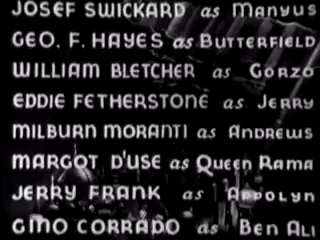 JOSEF SWICKARD as MANYUS
GEO. F. HAYES as BUTTERFIELD
WILLIAM BLETCHER as GORZO
EDDIE FETHERSTONE as JERRY
MILBURN MORANTI as ANDREWS
MARGOT D'USE as QUEEN RAMA
JERRY FRANK as APPOLYN
GINO CORRADO as BEN ALI